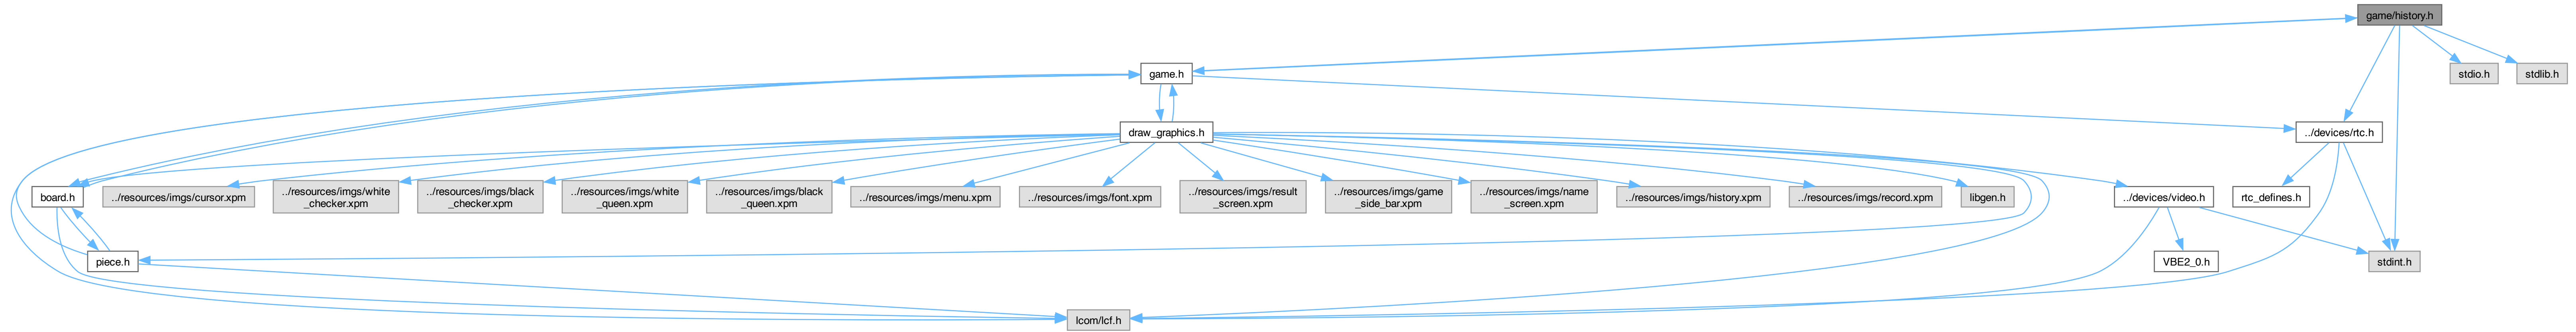 game/history.h
game.h
stdio.h
stdlib.h
draw_graphics.h
../devices/rtc.h
board.h
../resources/imgs/cursor.xpm
../resources/imgs/white
_checker.xpm
../resources/imgs/black
_checker.xpm
../resources/imgs/white
_queen.xpm
../resources/imgs/black
_queen.xpm
../resources/imgs/menu.xpm
../resources/imgs/font.xpm
../resources/imgs/result
_screen.xpm
../resources/imgs/game
_side_bar.xpm
../resources/imgs/name
_screen.xpm
../resources/imgs/history.xpm
../resources/imgs/record.xpm
libgen.h
../devices/video.h
rtc_defines.h
piece.h
VBE2_0.h
stdint.h
lcom/lcf.h